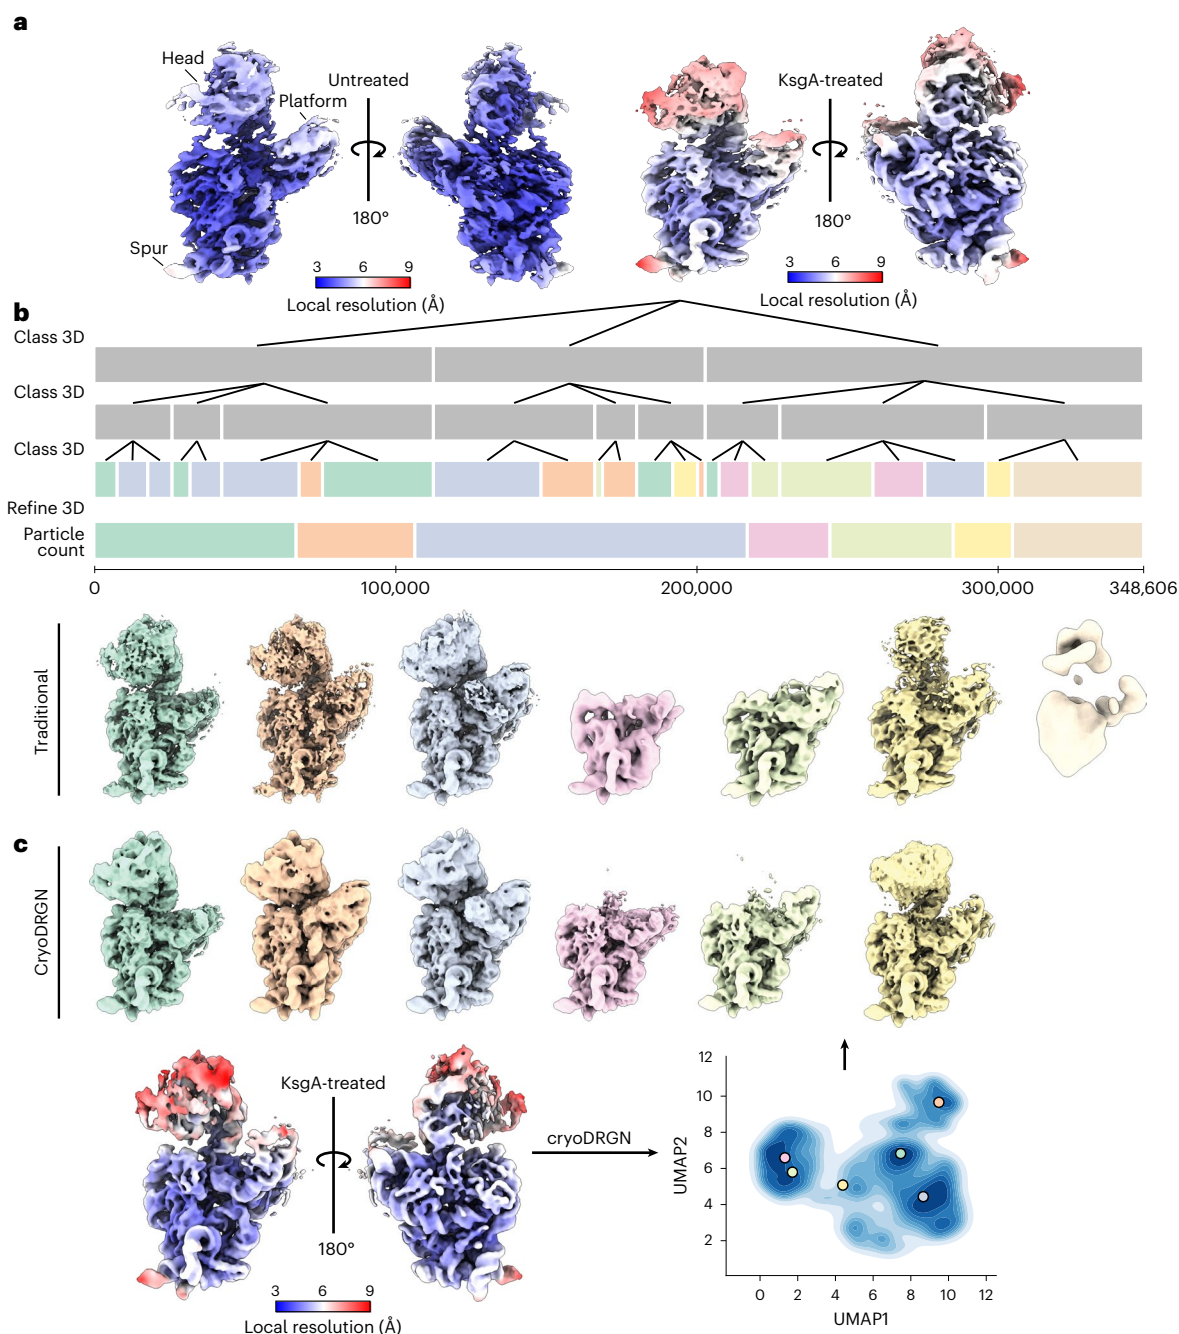 a
Head
Untreated
Platform
180°
Spur
3 6 9
Local resolution (Å)
KsgA-treated
180°
3 6 9
Local resolution (Å)
b
Class 3D
Class 3D
Class 3D
Refine 3D
Particle
count
0 100,000 200,000 300,000 348,606
Traditional
c
CryoDRGN
KsgA-treated
180°
3 6 9
Local resolution (Å)
cryoDRGN
12
10
8
6
4
2
UMAP2
0 2 4 6 8 10 12
UMAP1